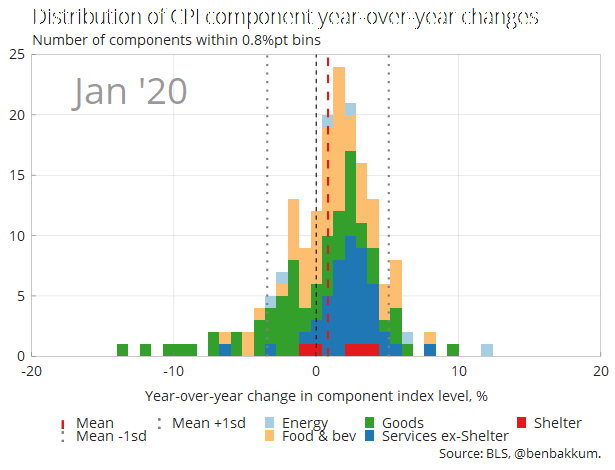 Distribution of CPI component year-over-year changes
Number of components within 0.8%pt bins
25
Jan '20
20
15
10
5
0
-20 -10 0 10 20
Year-over-year change in component index level, %
Mean Mean +1sd Energy Goods Shelter
Mean -1sd Food & bev Services ex-Shelter
Source: BLS, @benbakkum.